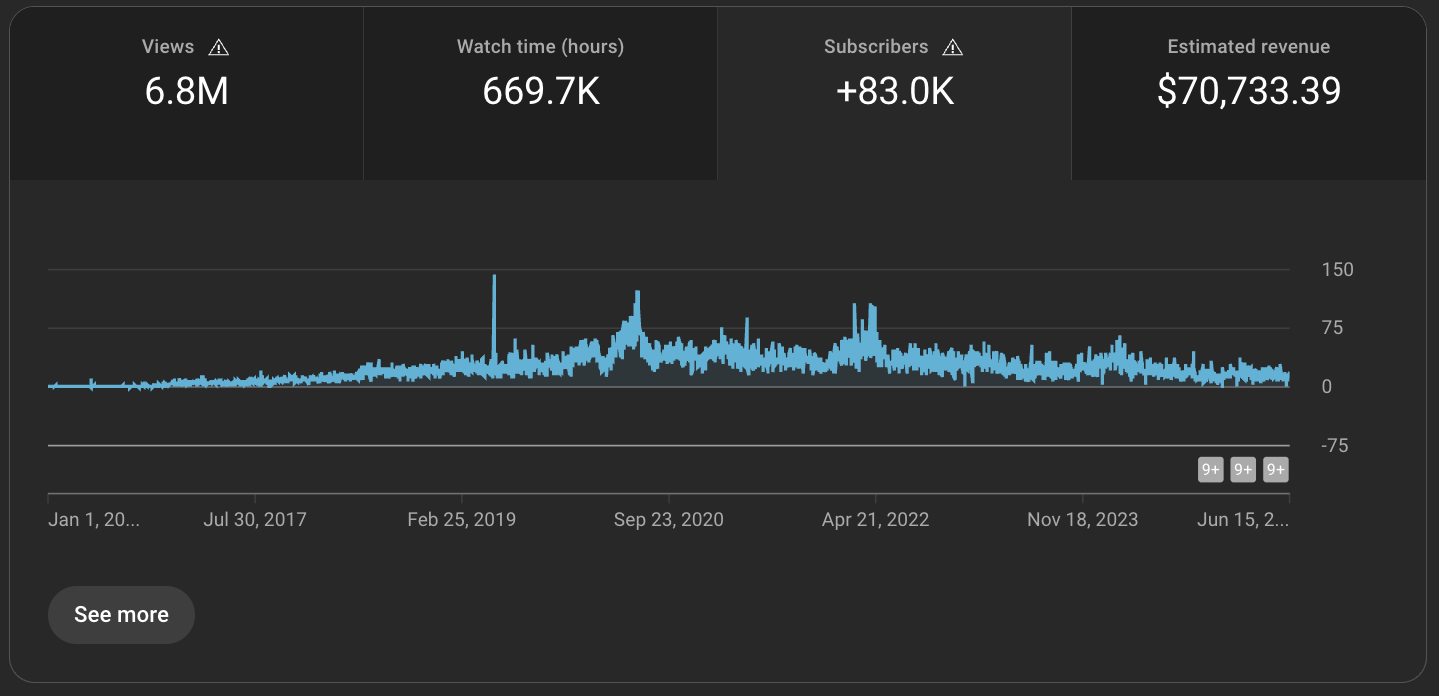 Views
6.8M
Watch time (hours)
669.7K
Subscribers
+83.0K
Estimated revenue
$70,733.39
150
75
0
-75
9+ 9+ 9+
Jan 1, 20... Jul 30, 2017 Feb 25, 2019 Sep 23, 2020 Apr 21, 2022 Nov 18, 2023 Jun 15, 2...
See more